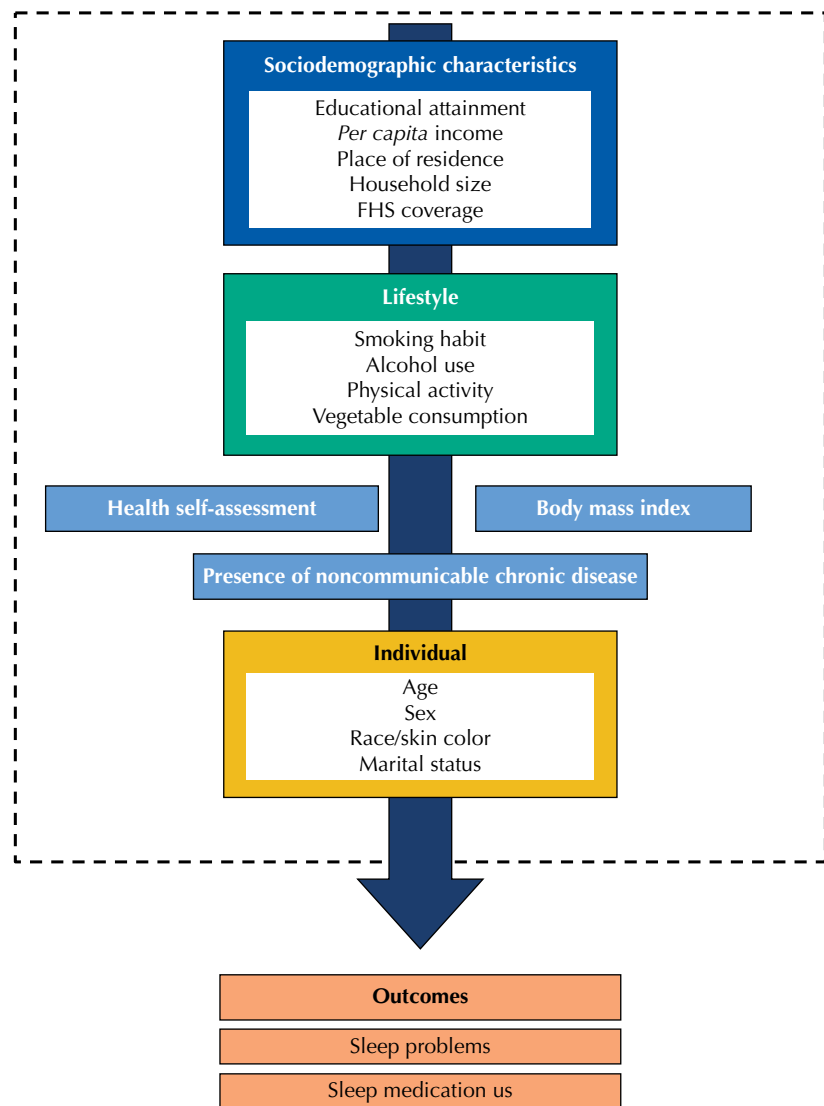 Sociodemographic characteristics
Educational attainment
Per capita income
Place of residence
Household size
FHS coverage
Lifestyle
Smoking habit
Alcohol use
Physical activity
Vegetable consumption
Health self-assessment
Body mass index
Presence of noncommunicable chronic disease
Individual
Age
Sex
Race/skin color
Marital status
Outcomes
Sleep problems
Sleep medication us